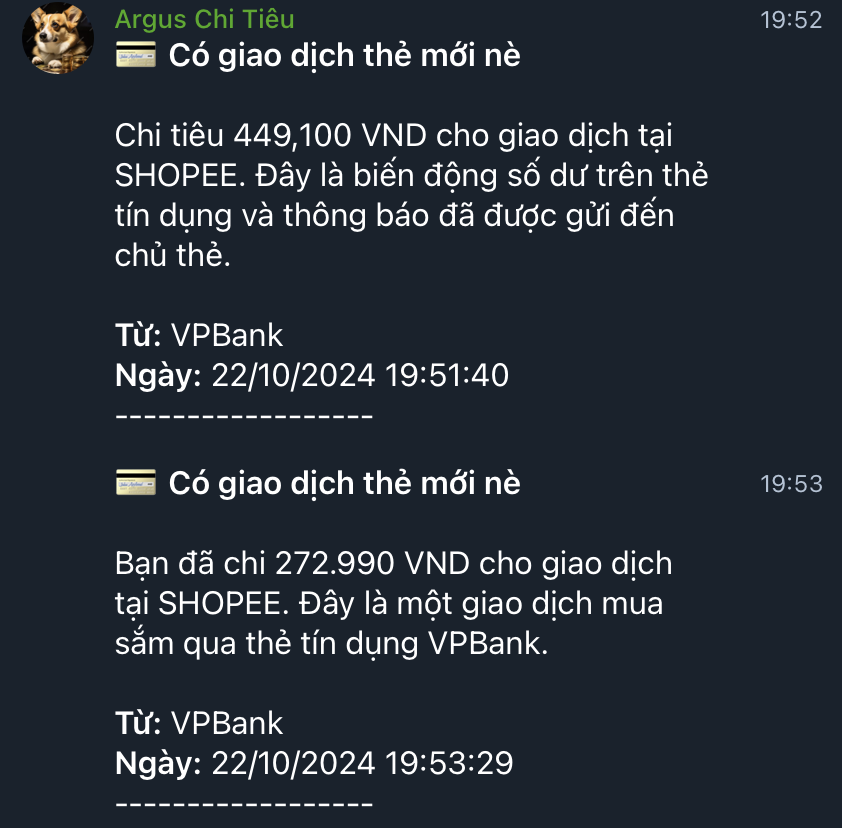 Argus Chi Tiêu
19:52
Có giao dịch thẻ mới nè
Chi tiêu 449,100 VND cho giao dịch tại
SHOPEE. Đây là biến động số dư trên thẻ
tín dụng và thông báo đã được gửi đến
chủ thẻ.
Từ: VPBank
Ngày: 22/10/2024 19:51:40
------------------
Có giao dịch thẻ mới nè
19:53
Bạn đã chi 272.990 VND cho giao dịch
tại SHOPEE. Đây là một giao dịch mua
sắm qua thẻ tín dụng VPBank.
Từ: VPBank
Ngày: 22/10/2024 19:53:29
------------------